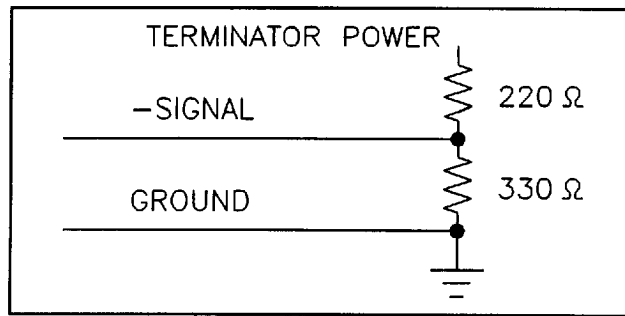 TERMINATOR POWER
220 Ω
-SIGNAL
330 Ω
GROUND